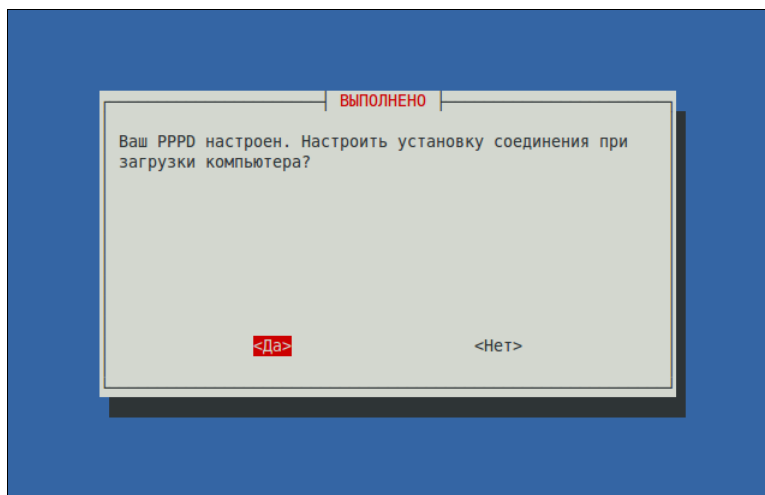 ВЫПОЛНЕНО
Ваш PPPD настроен. Настроить установку соединения при
загрузки компьютера?
<Да> <Нет>